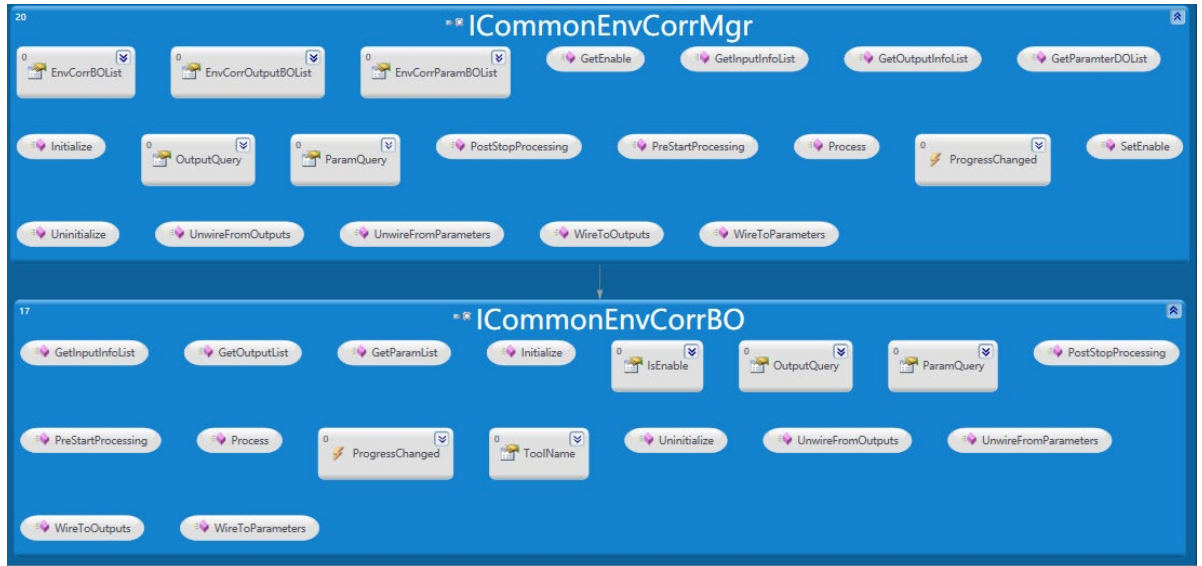 20
ICommonEnvCorrMgr
0 EnvCorrBOList
0 EnvCorrOutputBOList
0 EnvCorrParamBOList
GetEnable
GetInputInfoList
GetOutputInfoList
GetParamterDOList
Initialize
0 OutputQuery
0 ParamQuery
PostStopProcessing
PreStartProcessing
Process
0 ProgressChanged
SetEnable
Uninitialize
UnwireFromOutputs
UnwireFromParameters
WireToOutputs
WireToParameters
17
ICommonEnvCorrBO
GetInputInfoList
GetOutputList
GetParamList
Initialize
0 IsEnable
0 OutputQuery
0 ParamQuery
PostStopProcessing
PreStartProcessing
Process
0 ProgressChanged
0 ToolName
Uninitialize
UnwireFromOutputs
UnwireFromParameters
WireToOutputs
WireToParameters